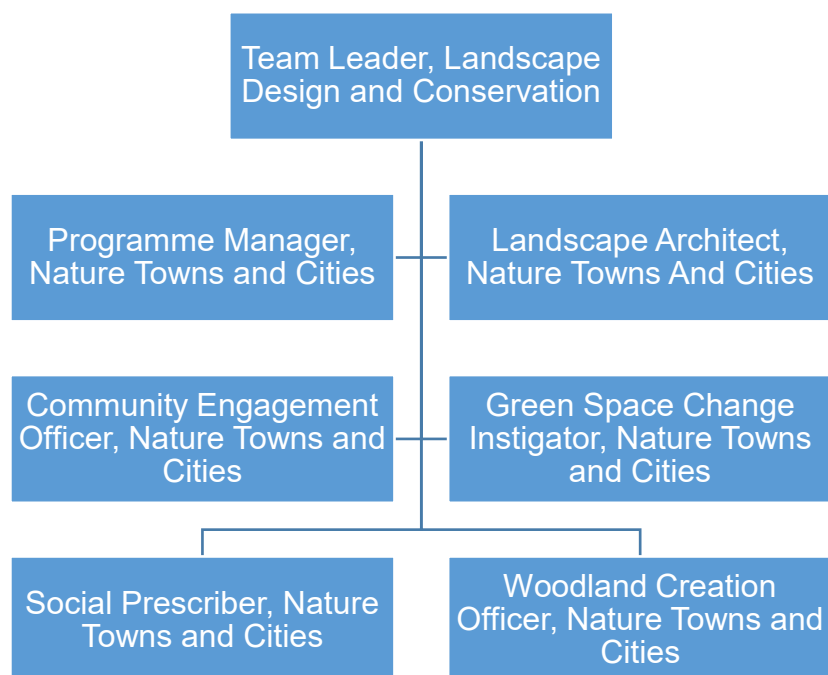 Team Leader, Landscape
Design and Conservation
Programme Manager,
Nature Towns and Cities
Landscape Architect,
Nature Towns And Cities
Community Engagement
Officer, Nature Towns and
Cities
Green Space Change
Instigator, Nature Towns
and Cities
Social Prescriber, Nature
Towns and Cities
Woodland Creation
Officer, Nature Towns and
Cities